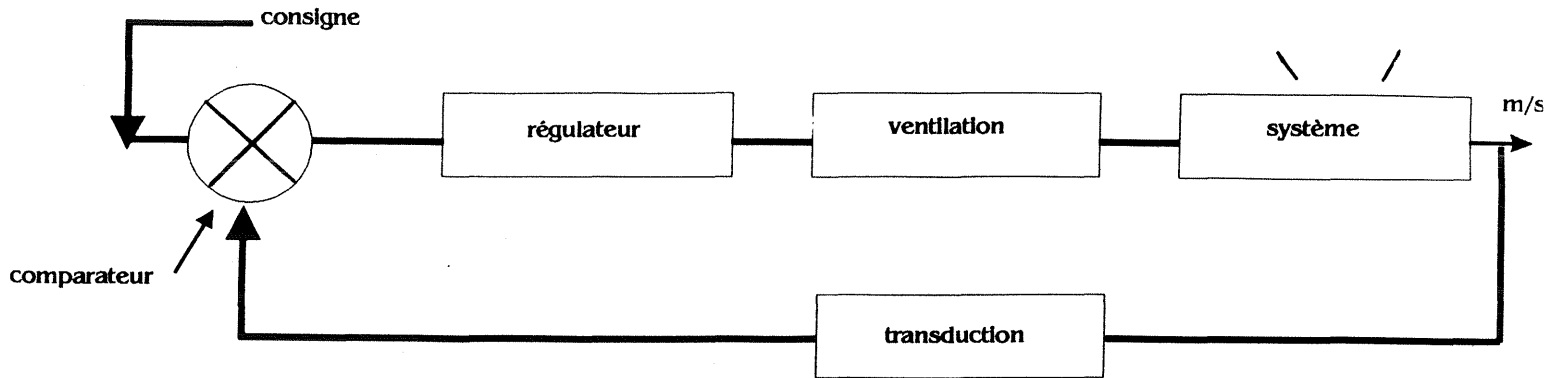 consigne
régulateur
ventilation
système
m/s
comparateur
transduction